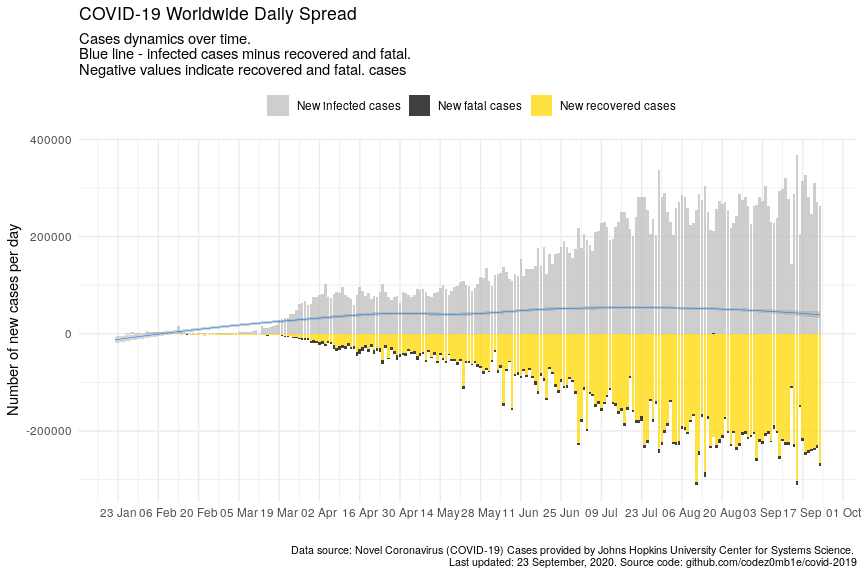 COVID-19 Worldwide Daily Spread
Cases dynamics over time.
Blue line - infected cases minus recovered and fatal.
Negative values indicate recovered and fatal. cases
New infected cases New fatal cases New recovered cases
Number of new cases per day
400000
200000
0
-200000
23 Jan 06 Feb 20 Feb 05 Mar 19 Mar 02 Apr 16 Apr 30 Apr 14 May 28 May 11 Jun 25 Jun 09 Jul 23 Jul 06 Aug 20 Aug 03 Sep 17 Sep 01 Oct
Data source: Novel Coronavirus (COVID-19) Cases provided by Johns Hopkins University Center for Systems Science.
Last updated: 23 September, 2020. Source code: github.com/codez0mb1e/covid-2019